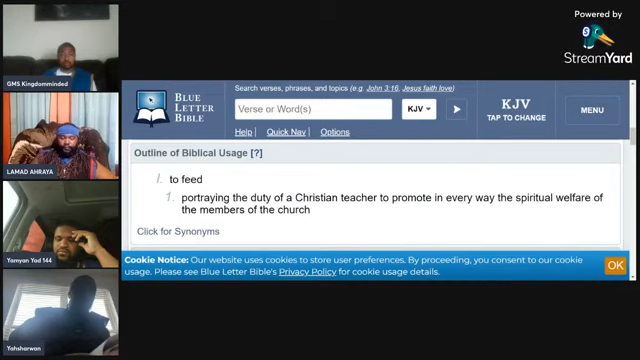 Powered by
StreamYard
GMS Kingdomminded
LAMAD AHRAYA
Yamyan Yad 144
Yahsharwan
BLUE
LETTER
BIBLE
Search verses, phrases, and topics (e.g. John 3:16, Jesus faith love)
Verse or Word(s)
KJV
Help
Quick Nav
Options
KJV
TAP TO CHANGE
MENU
Outline of Biblical Usage [?]
I. to feed
1. portraying the duty of a Christian teacher to promote in every way the spiritual welfare of
the members of the church
Click for Synonyms
Cookie Notice: Our website uses cookies to store user preferences. By proceeding, you consent to our cookie
usage. Please see Blue Letter Bible's Privacy Policy for cookie usage details.
OK